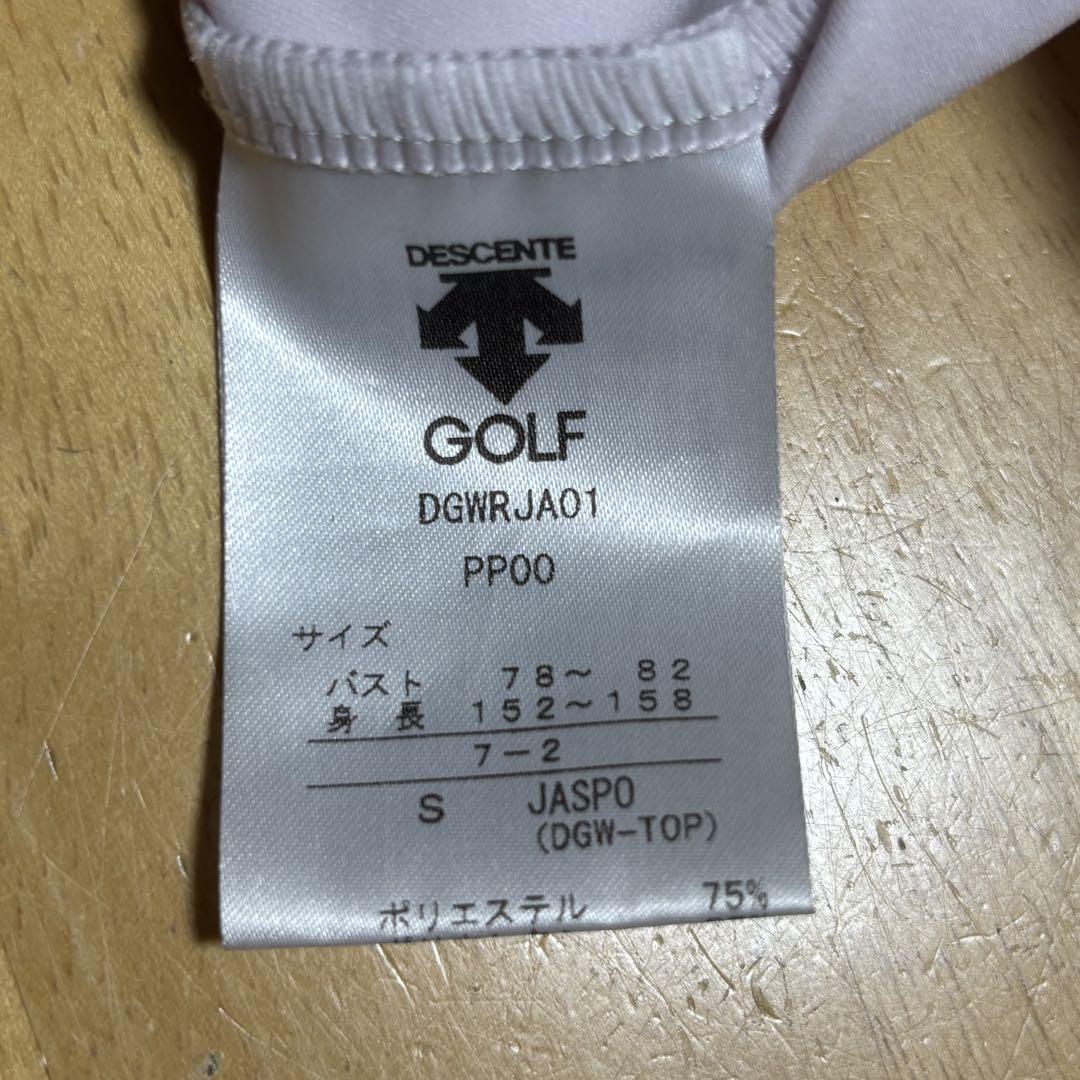 DESCENTE
GOLF
DGWRJA01
PP00
サイズ
バスト 78～ 82
身 長 152～158
7－2
S JASPO
(DGW-TOP)
ポリエステル 75%